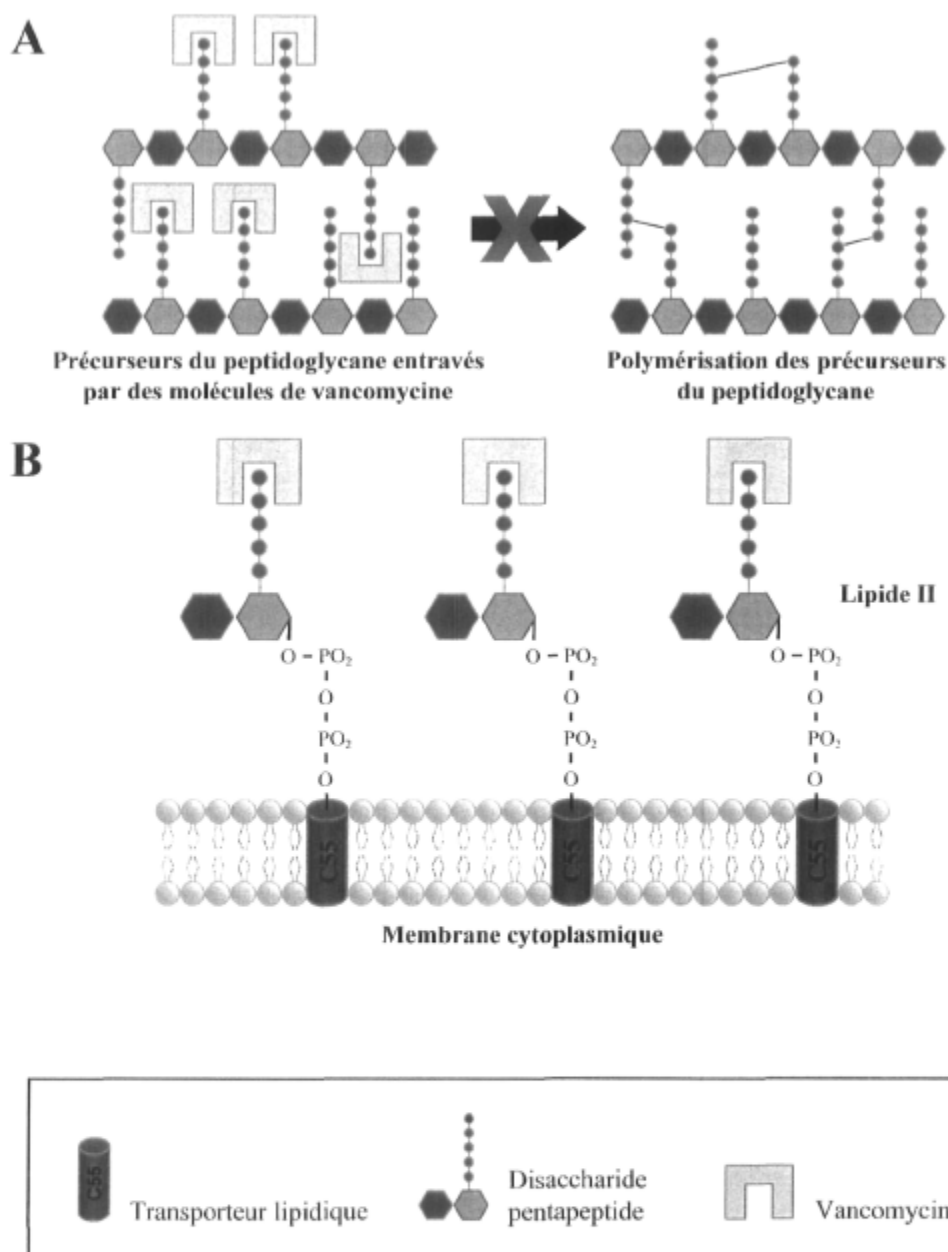 A
Précurseurs du peptidoglycane entravés
par des molécules de vancomycine
Polymérisation des précurseurs
du peptidoglycane
B
Lipide II
O – PO₂ O – PO₂ O – PO₂
O O O
PO₂ PO₂ PO₂
O O O
C55 C55 C55
Membrane cytoplasmique
C55
Transporteur lipidique
Disaccharide
pentapeptide
Vancomycin